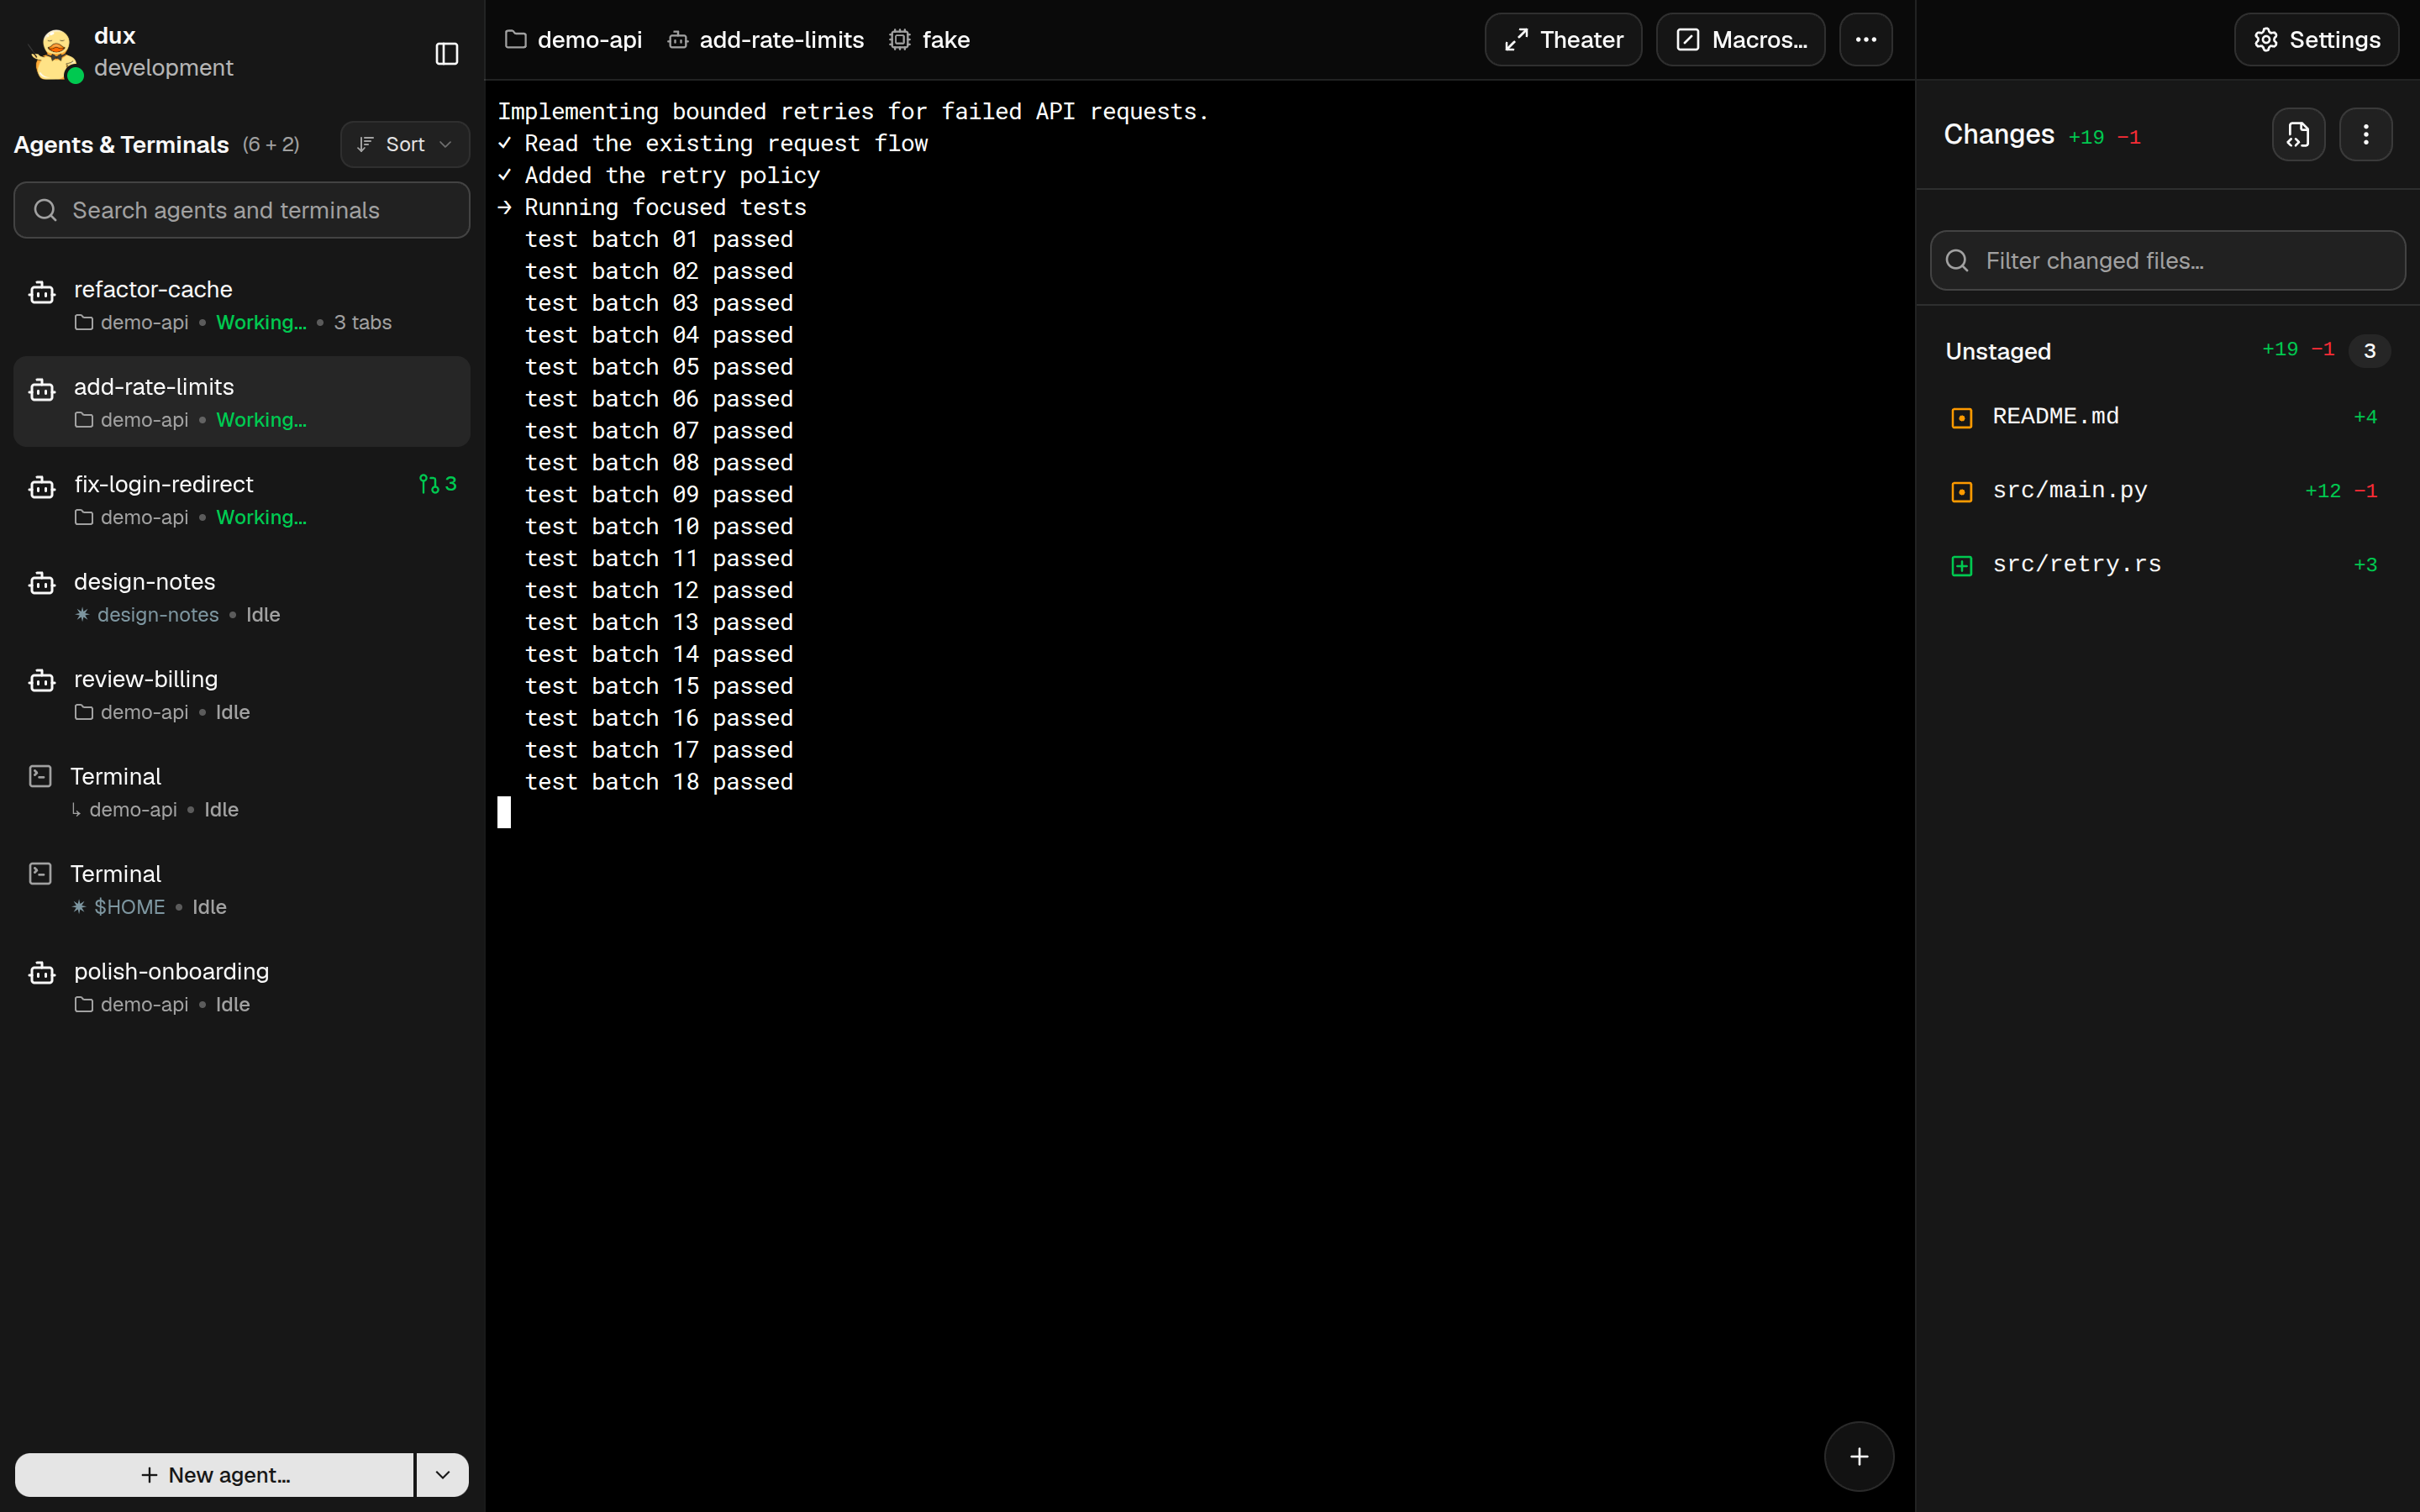 dux
development
Agents & Terminals (6 + 2) Sort
Search agents and terminals
refactor-cache
demo-api • Working... • 3 tabs
add-rate-limits
demo-api • Working...
fix-login-redirect 3
demo-api • Working...
design-notes
design-notes • Idle
review-billing
demo-api • Idle
Terminal
demo-api • Idle
Terminal
$HOME • Idle
polish-onboarding
demo-api • Idle
New agent...
demo-api add-rate-limits fake Theater Macros...
Implementing bounded retries for failed API requests.
✓ Read the existing request flow
✓ Added the retry policy
→ Running focused tests
test batch 01 passed
test batch 02 passed
test batch 03 passed
test batch 04 passed
test batch 05 passed
test batch 06 passed
test batch 07 passed
test batch 08 passed
test batch 09 passed
test batch 10 passed
test batch 11 passed
test batch 12 passed
test batch 13 passed
test batch 14 passed
test batch 15 passed
test batch 16 passed
test batch 17 passed
test batch 18 passed
Settings
Changes +19 −1
Filter changed files...
Unstaged +19 −1 3
README.md +4
src/main.py +12 −1
src/retry.rs +3